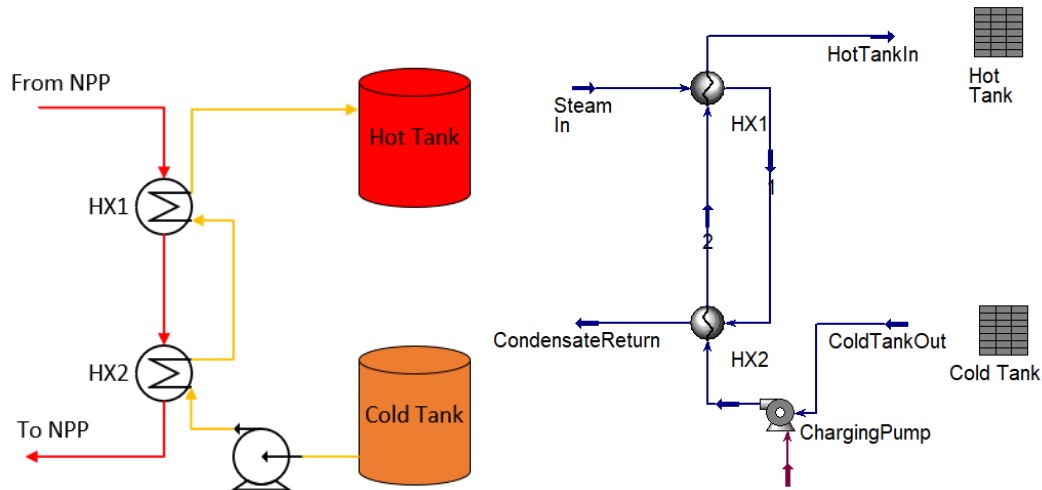 From NPP
Hot Tank
HX1
HX2
Cold Tank
To NPP
HotTankIn
Hot
Tank
Steam
In
HX1
1
2
CondensateReturn
HX2
ColdTankOut
Cold Tank
ChargingPump